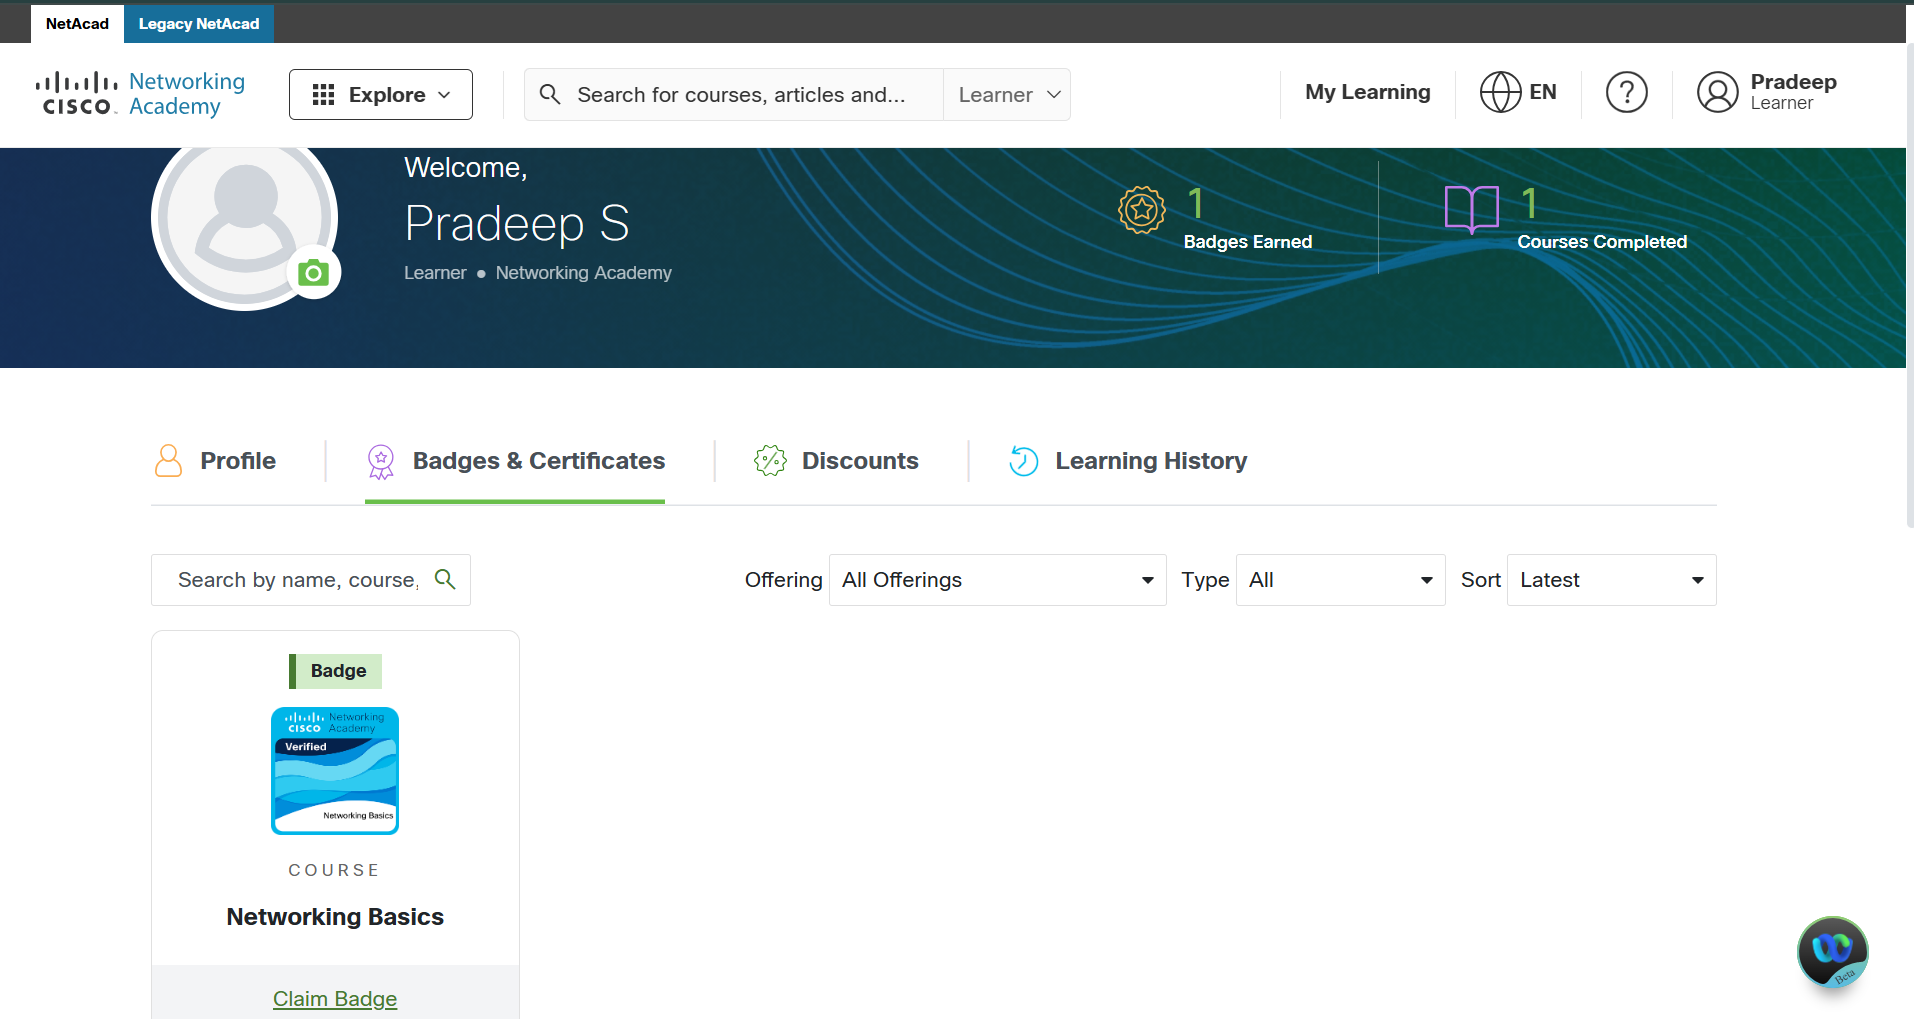 NetAcad
Legacy NetAcad
CISCO
Networking
Academy
Explore
Search for courses, articles and...
Learner
My Learning
EN
?
Pradeep
Learner
Welcome,
Pradeep S
Learner ● Networking Academy
1
Badges Earned
1
Courses Completed
Profile
Badges & Certificates
Discounts
Learning History
Search by name, course,
Offering
All Offerings
Type
All
Sort
Latest
Badge
CISCO
Networking
Academy
Verified
Networking Basics
COURSE
Networking Basics
Claim Badge
Beta